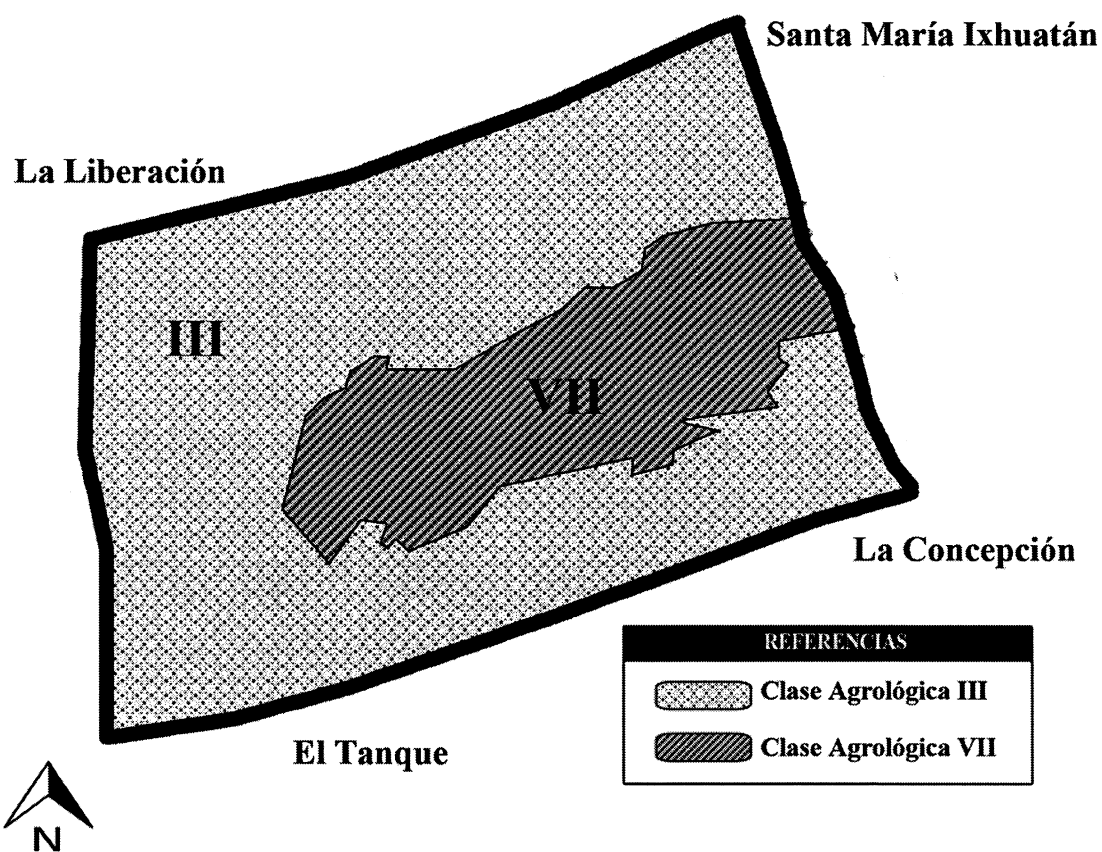 Santa María Ixhuatán
La Liberación
III
VII
La Concepción
REFERENCIAS
Clase Agrológica III
Clase Agrológica VII
El Tanque
N